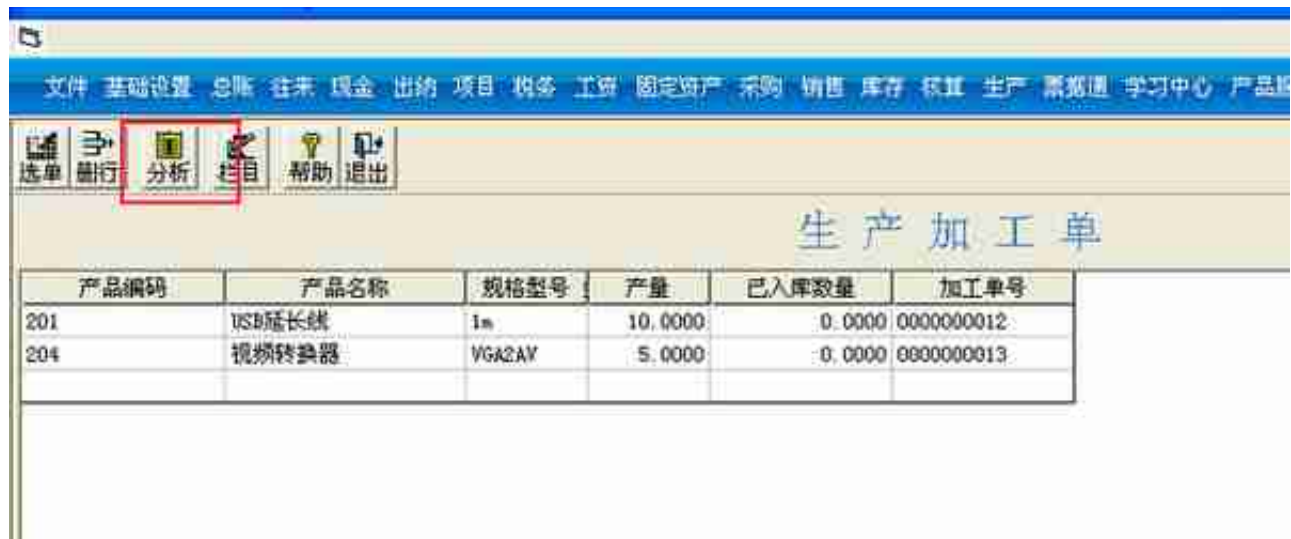 文件 基础设置 总账 往来 现金 出纳 项目 税务 工资 固定资产 采购 销售 库存 核算 生产 票据通 学习中心 产品服
选单 删行 分析 栏目 帮助 退出
生产加工单
产品编码 产品名称 规格型号 产量 已入库数量 加工单号
201 USB延长线 1m 10.0000 0.0000 0000000012
204 视频转换器 VGA2AV 5.0000 0.0000 0000000013